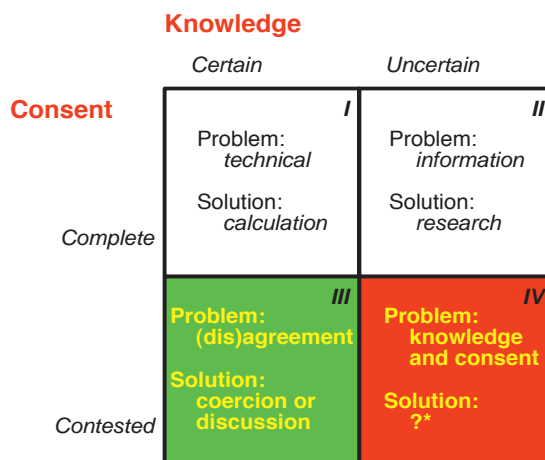 Knowledge
Certain
Uncertain
Consent
I
Problem:
technical
Solution:
calculation
II
Problem:
information
Solution:
research
Complete
III
Problem:
(dis)agreement
Solution:
coercion or
discussion
IV
Problem:
knowledge
and consent
Solution:
?*
Contested